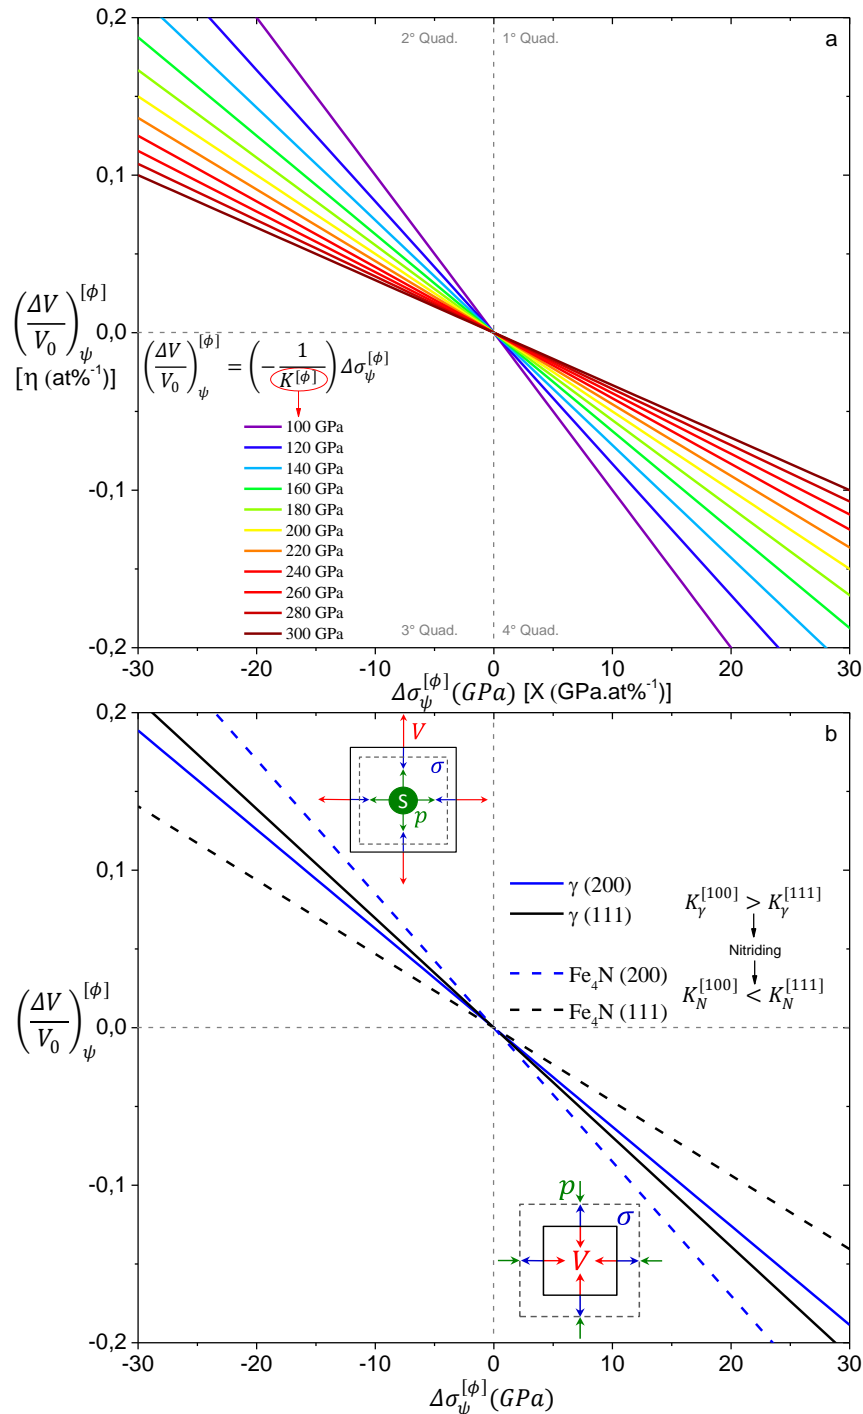 0,2
2° Quad. 1° Quad. a
0,1
(ΔV/V₀)ψ^[ϕ]
[η (at%⁻¹)]
0,0
(ΔV/V₀)ψ^[ϕ] = (−1/K^[ϕ]) Δσψ^[ϕ]
100 GPa
120 GPa
140 GPa
160 GPa
180 GPa
200 GPa
220 GPa
240 GPa
260 GPa
280 GPa
300 GPa
-0,1
3° Quad. 4° Quad.
-0,2
-30 -20 -10 0 10 20 30
Δσψ^[ϕ] (GPa) [X (GPa.at%⁻¹]
0,2
b
V
σ
S
p
0,1
γ (200)
γ (111)
Kγ^[100] > Kγ^[111]
Nitriding
Fe₄N (200)
Fe₄N (111)
K_N^[100] < K_N^[111]
(ΔV/V₀)ψ^[ϕ]
0,0
-0,1
p
σ
V
-0,2
-30 -20 -10 0 10 20 30
Δσψ^[ϕ] (GPa)